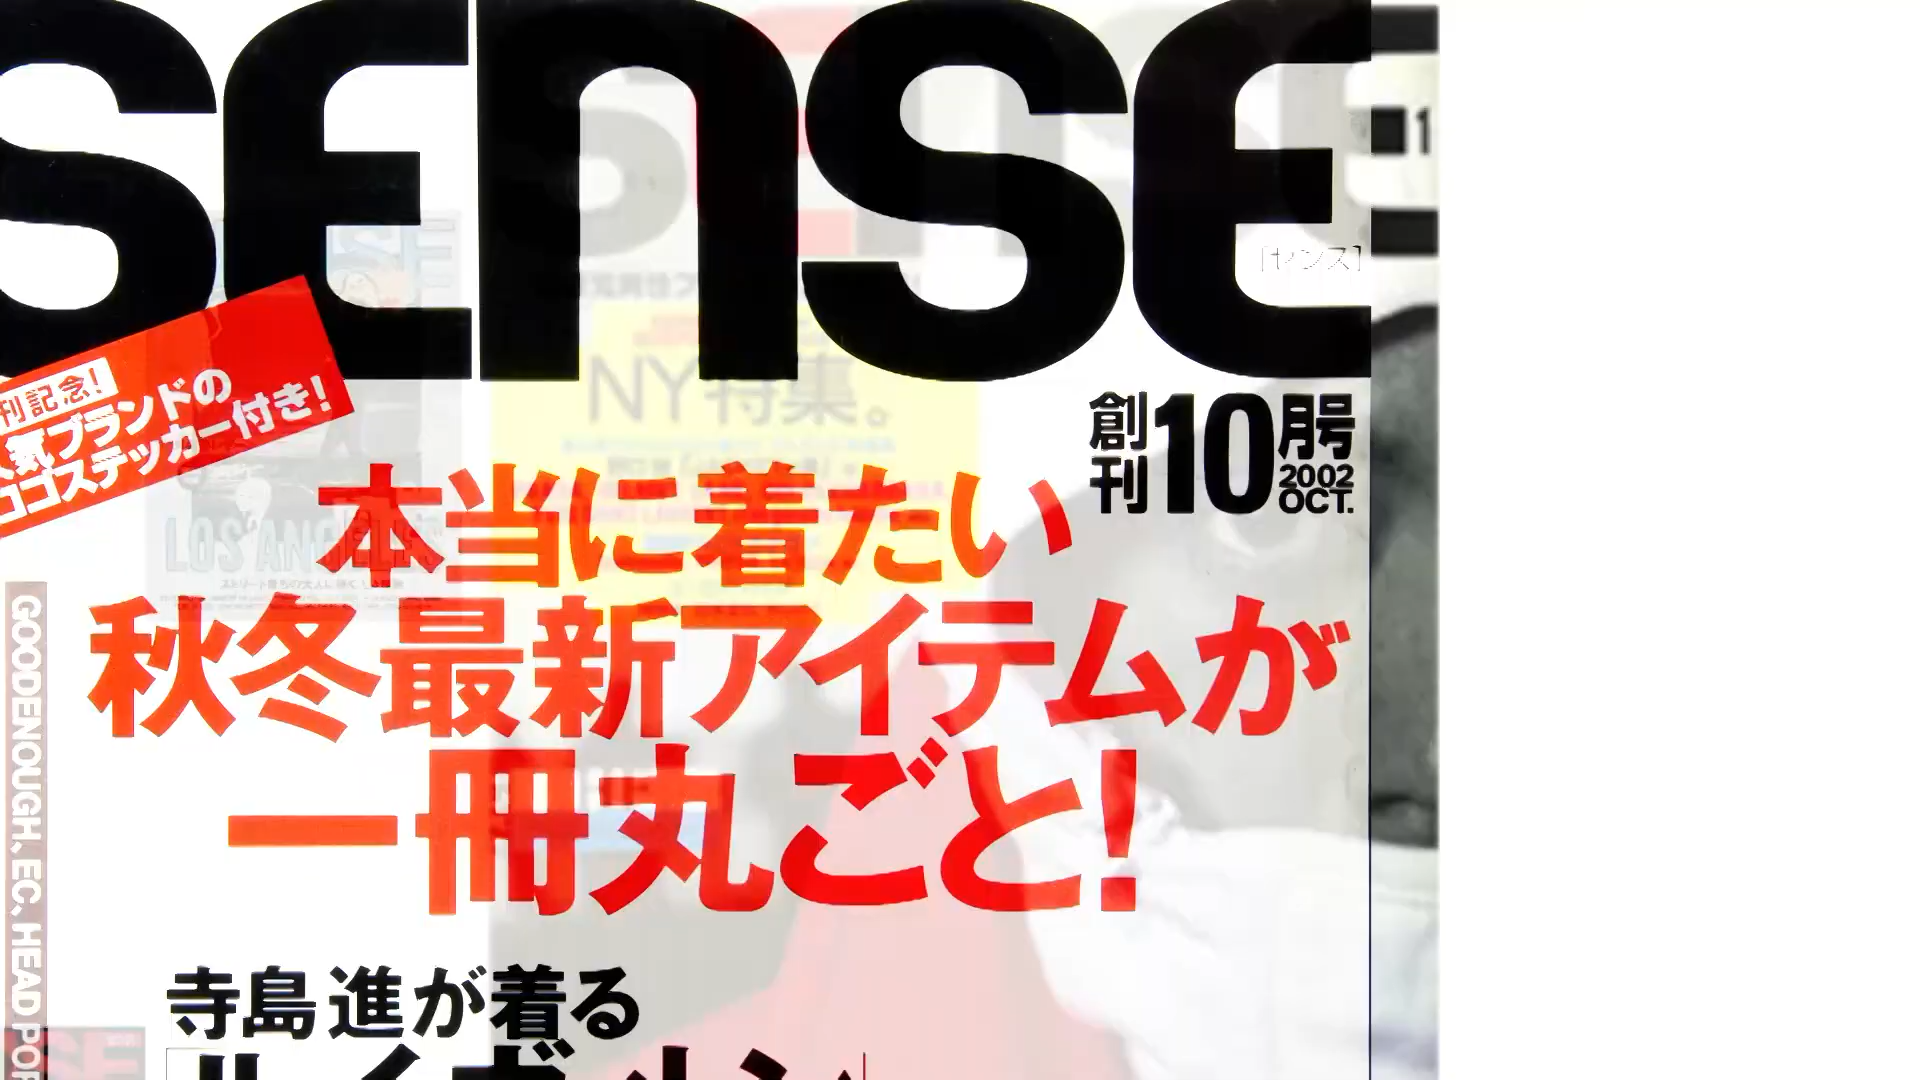 SENSE
[センス]
創刊10月号
2002
OCT.
刊記念!
人気ブランドの
ロゴステッカー付き!
NY特集。
LOS ANGELES
本当に着たい
秋冬最新アイテムが
一冊丸ごと!
GOODENOUGH、EC、HEAD POR
寺島進が着る